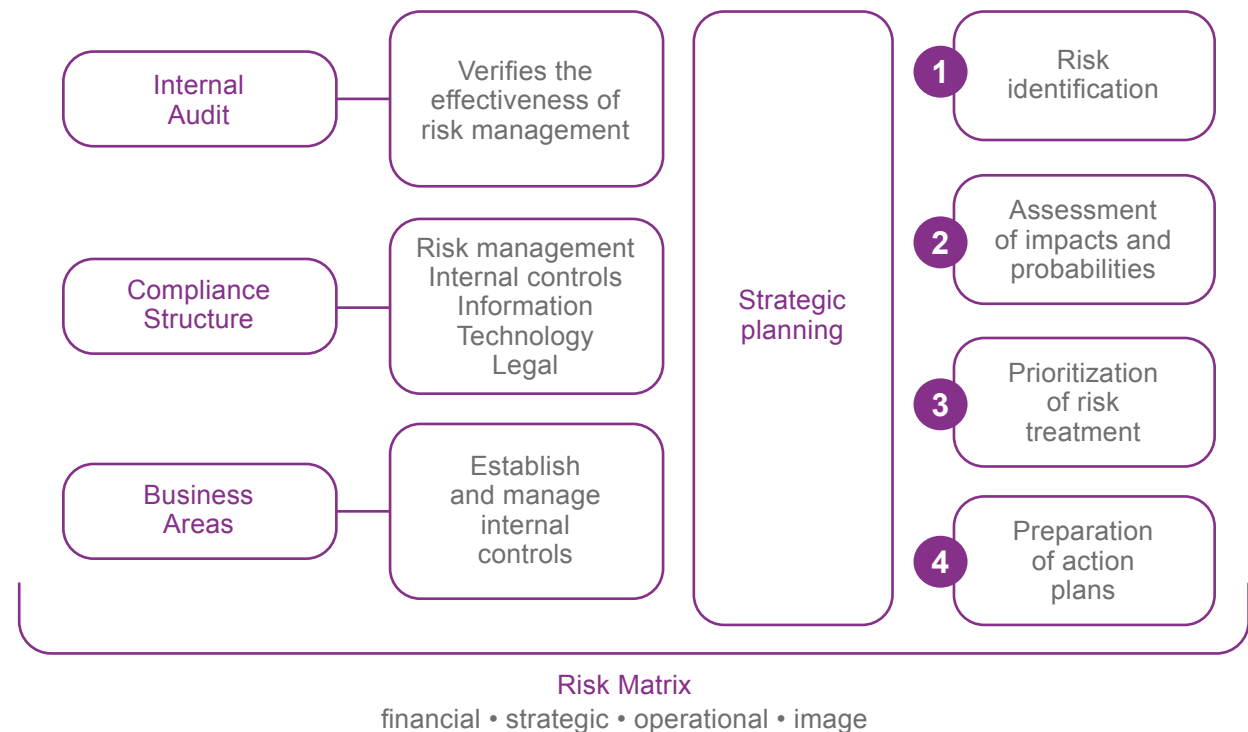 Internal
Audit
Verifies the
effectiveness of
risk management
Compliance
Structure
Risk management
Internal controls
Information
Technology
Legal
Business
Areas
Establish
and manage
internal
controls
Strategic
planning
1
Risk
identification
2
Assessment
of impacts and
probabilities
3
Prioritization
of risk
treatment
4
Preparation
of action
plans
Risk Matrix
financial • strategic • operational • image